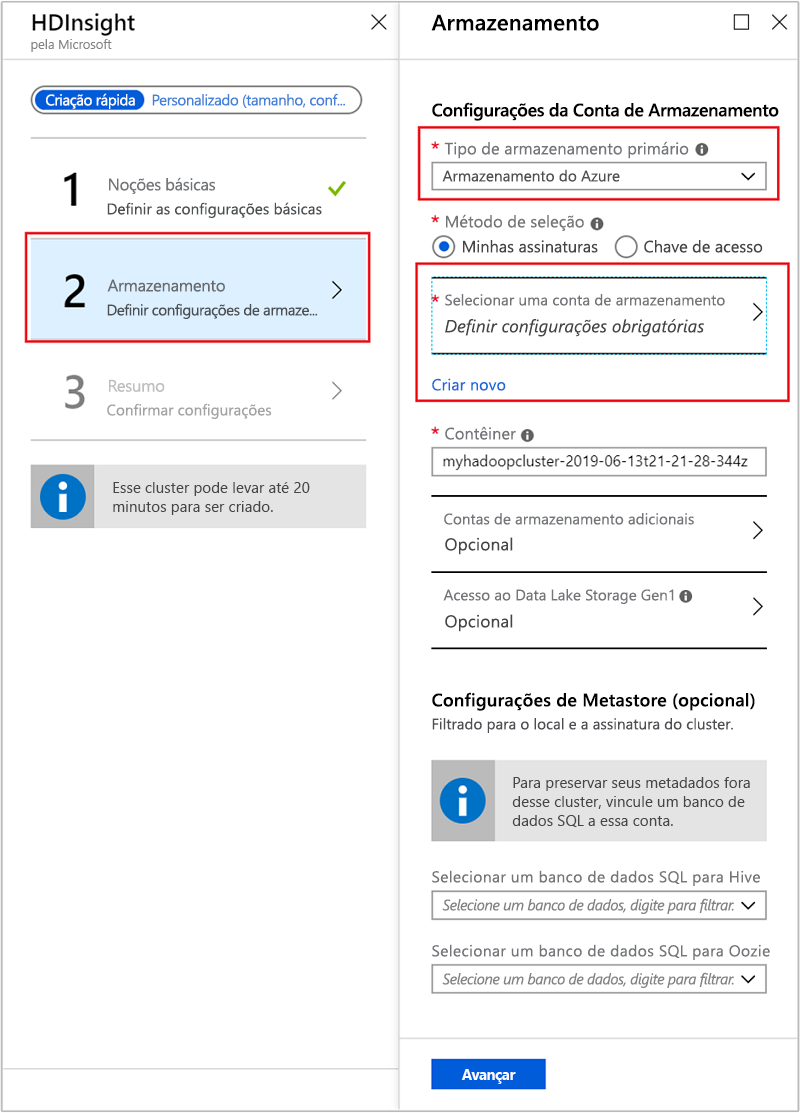 HDInsight
pela Microsoft
Criação rápida Personalizado (tamanho, conf...
1 Noções básicas
Definir as configurações básicas
2 Armazenamento
Definir configurações de armaze...
3 Resumo
Confirmar configurações
Esse cluster pode levar até 20
minutos para ser criado.
Armazenamento
Configurações da Conta de Armazenamento
* Tipo de armazenamento primário
Armazenamento do Azure
* Método de seleção
Minhas assinaturas Chave de acesso
* Selecionar uma conta de armazenamento
Definir configurações obrigatórias
Criar novo
* Contêiner
myhadoopcluster-2019-06-13t21-21-28-344z
Contas de armazenamento adicionais
Opcional
Acesso ao Data Lake Storage Gen1
Opcional
Configurações de Metastore (opcional)
Filtrado para o local e a assinatura do cluster.
Para preservar seus metadados fora
desse cluster, vincule um banco de
dados SQL a essa conta.
Selecionar um banco de dados SQL para Hive
Selecione um banco de dados, digite para filtrar.
Selecionar um banco de dados SQL para Oozie
Selecione um banco de dados, digite para filtrar.
Avançar